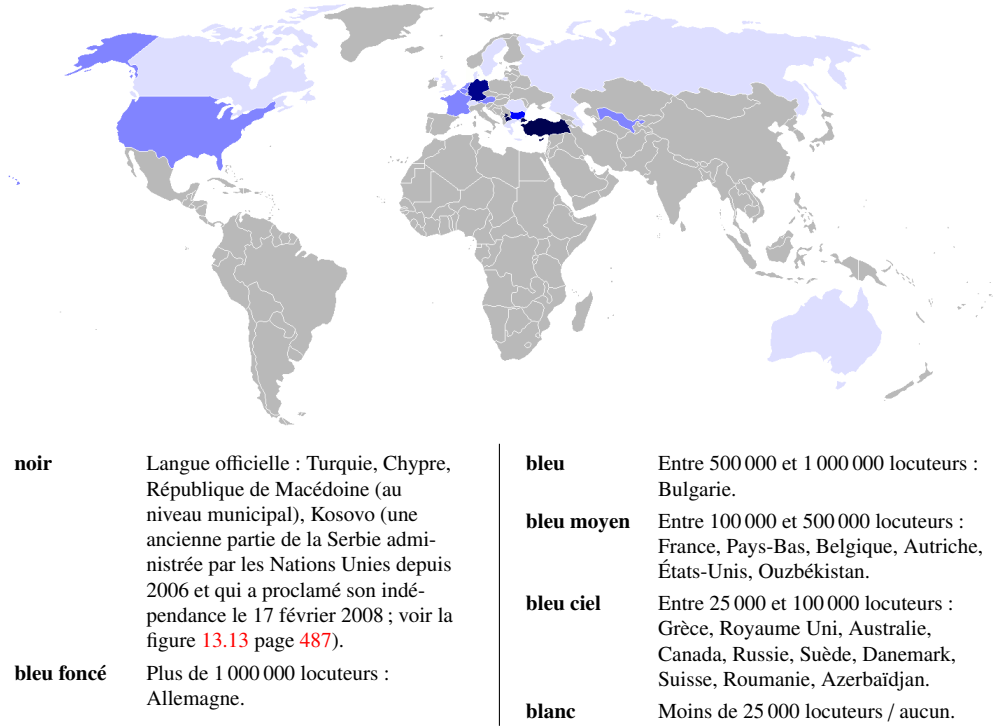 noir Langue officielle : Turquie, Chypre,
République de Macédoine (au
niveau municipal), Kosovo (une
ancienne partie de la Serbie admi-
nistrée par les Nations Unies depuis
2006 et qui a proclamé son indé-
pendance le 17 février 2008 ; voir la
figure 13.13 page 487).
bleu foncé Plus de 1 000 000 locuteurs :
Allemagne.
bleu Entre 500 000 et 1 000 000 locuteurs :
Bulgarie.
bleu moyen Entre 100 000 et 500 000 locuteurs :
France, Pays-Bas, Belgique, Autriche,
États-Unis, Ouzbékistan.
bleu ciel Entre 25 000 et 100 000 locuteurs :
Grèce, Royaume Uni, Australie,
Canada, Russie, Suède, Danemark,
Suisse, Roumanie, Azerbaïdjan.
blanc Moins de 25 000 locuteurs / aucun.